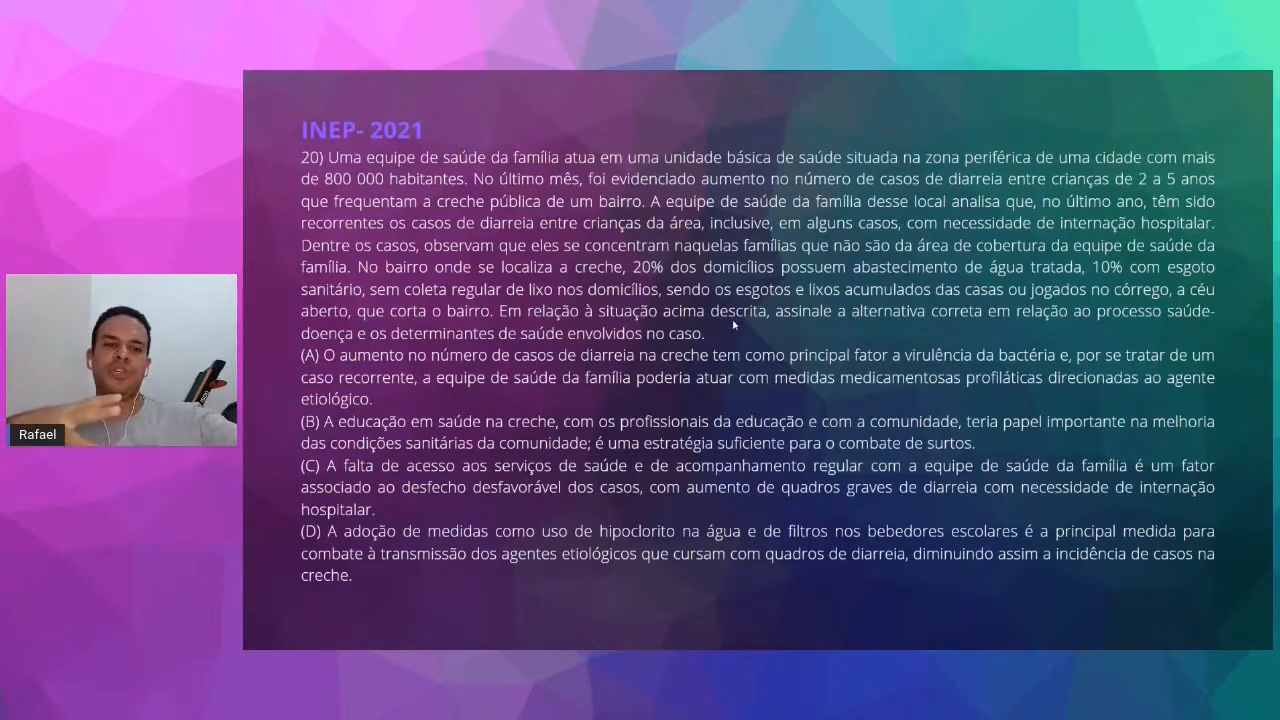 INEP- 2021
20) Uma equipe de saúde da família atua em uma unidade básica de saúde situada na zona periférica de uma cidade com mais
de 800 000 habitantes. No último mês, foi evidenciado aumento no número de casos de diarreia entre crianças de 2 a 5 anos
que frequentam a creche pública de um bairro. A equipe de saúde da família desse local analisa que, no último ano, têm sido
recorrentes os casos de diarreia entre crianças da área, inclusive, em alguns casos, com necessidade de internação hospitalar.
Dentre os casos, observam que eles se concentram naquelas famílias que não são da área de cobertura da equipe de saúde da
família. No bairro onde se localiza a creche, 20% dos domicílios possuem abastecimento de água tratada, 10% com esgoto
sanitário, sem coleta regular de lixo nos domicílios, sendo os esgotos e lixos acumulados das casas ou jogados no córrego, a céu
aberto, que corta o bairro. Em relação à situação acima descrita, assinale a alternativa correta em relação ao processo saúde-
doença e os determinantes de saúde envolvidos no caso.
(A) O aumento no número de casos de diarreia na creche tem como principal fator a virulência da bactéria e, por se tratar de um
caso recorrente, a equipe de saúde da família poderia atuar com medidas medicamentosas profiláticas direcionadas ao agente
etiológico.
(B) A educação em saúde na creche, com os profissionais da educação e com a comunidade, teria papel importante na melhoria
das condições sanitárias da comunidade; é uma estratégia suficiente para o combate de surtos.
(C) A falta de acesso aos serviços de saúde e de acompanhamento regular com a equipe de saúde da família é um fator
associado ao desfecho desfavorável dos casos, com aumento de quadros graves de diarreia com necessidade de internação
hospitalar.
(D) A adoção de medidas como uso de hipoclorito na água e de filtros nos bebedores escolares é a principal medida para
combate à transmissão dos agentes etiológicos que cursam com quadros de diarreia, diminuindo assim a incidência de casos na
creche.
Rafael